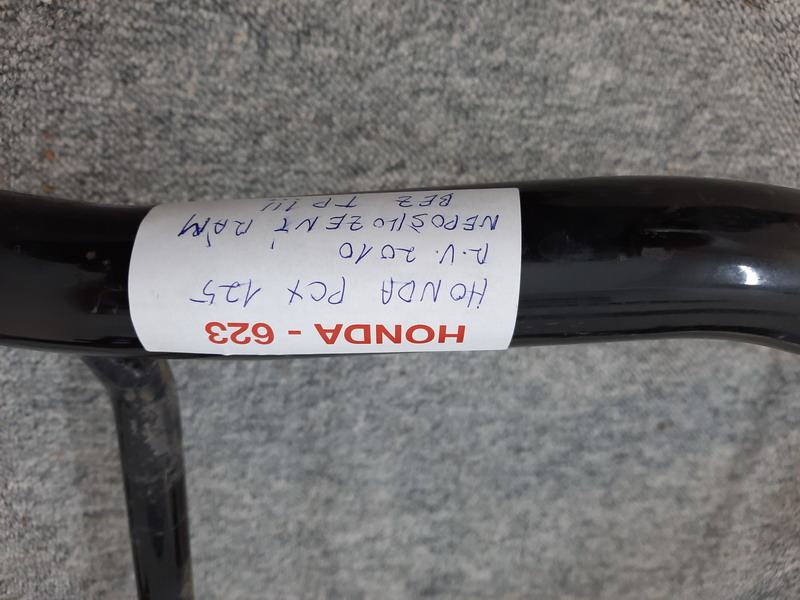 HONDA - 623
HONDA PCX 125
R.V. 2010
NEPOŠKOZENÝ RÁM
BEZ TP !!!